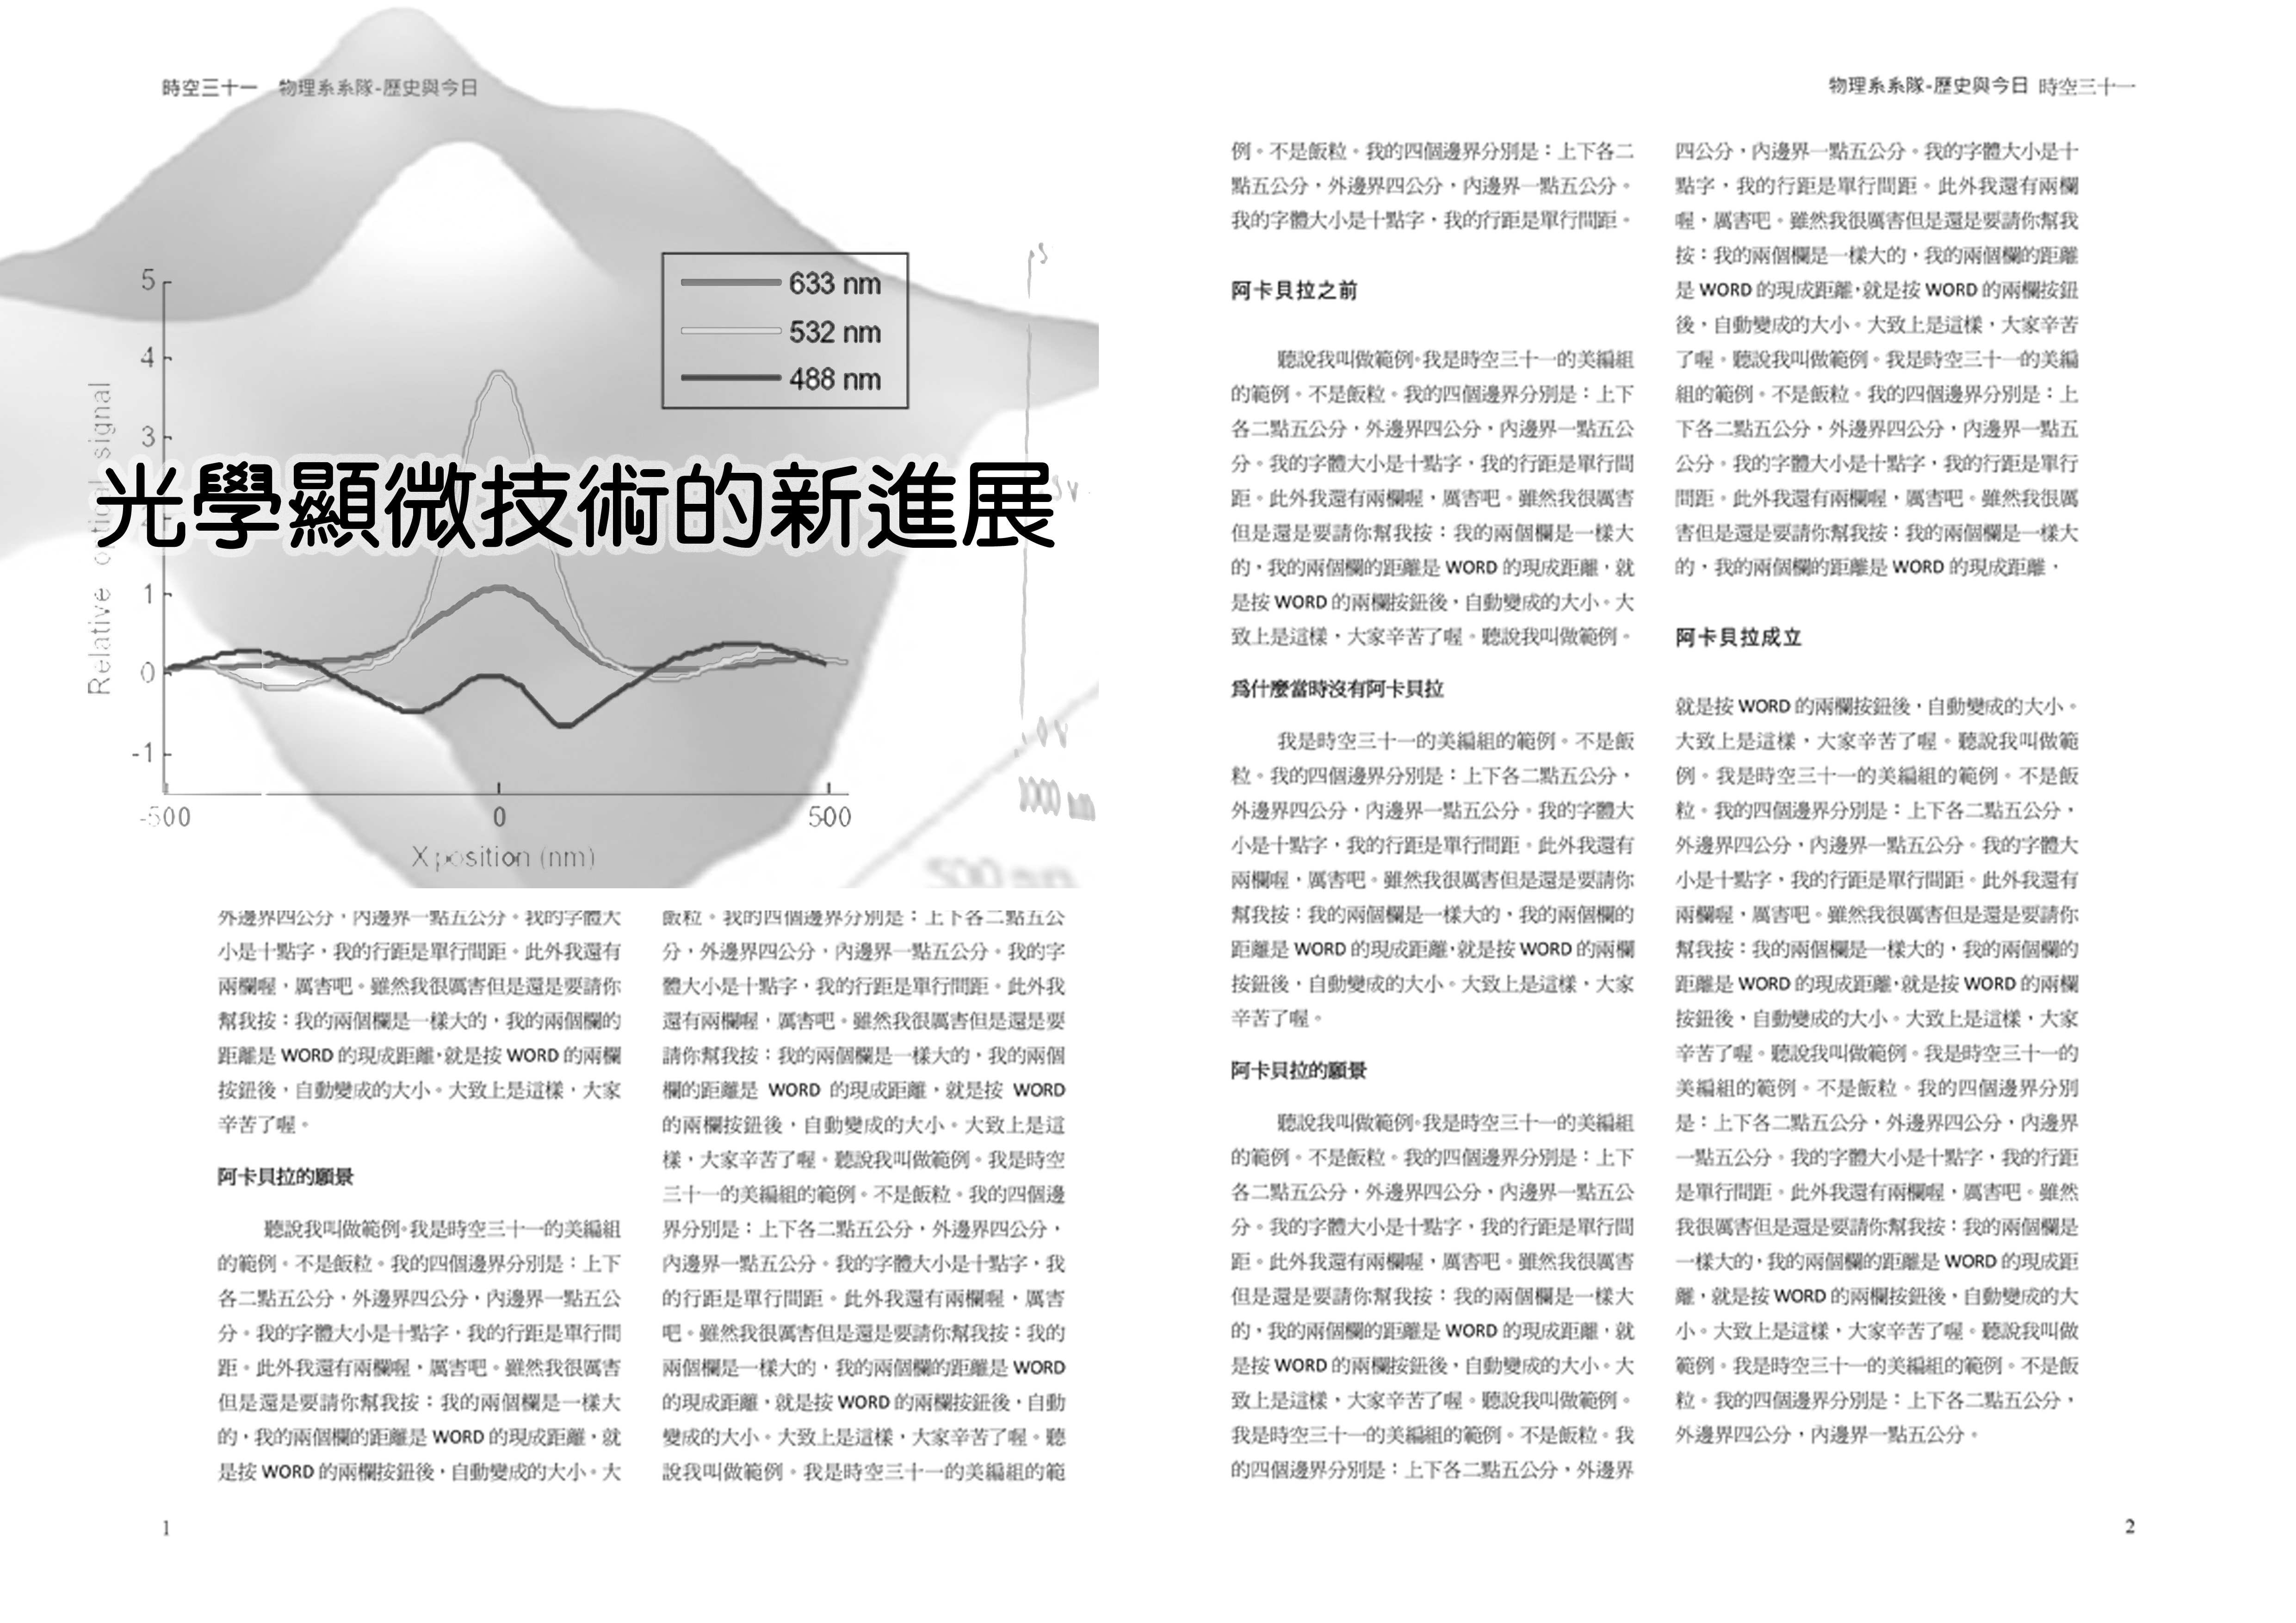 時空三十一　物理系系隊-歷史與今日
5
633 nm
532 nm
4
488 nm
3
光學顯微技術的新進展
Relative optical signal
1
0
-1
-500 0 500
X position (nm)
外邊界四公分，內邊界一點五公分。我的字體大
小是十點字，我的行距是單行間距。此外我還有
兩欄喔，厲害吧。雖然我很厲害但是還是要請你
幫我按：我的兩個欄是一樣大的，我的兩個欄的
距離是 WORD 的現成距離，就是按 WORD 的兩欄
按鈕後，自動變成的大小。大致上是這樣，大家
辛苦了喔。
阿卡貝拉的願景
聽說我叫做範例。我是時空三十一的美編組
的範例。不是飯粒。我的四個邊界分別是：上下
各二點五公分，外邊界四公分，內邊界一點五公
分。我的字體大小是十點字，我的行距是單行間
距。此外我還有兩欄喔，厲害吧。雖然我很厲害
但是還是要請你幫我按：我的兩個欄是一樣大
的，我的兩個欄的距離是 WORD 的現成距離，就
是按 WORD 的兩欄按鈕後，自動變成的大小。大
飯粒。我的四個邊界分別是：上下各二點五公
分，外邊界四公分，內邊界一點五公分。我的字
體大小是十點字，我的行距是單行間距。此外我
還有兩欄喔，厲害吧。雖然我很厲害但是還是要
請你幫我按：我的兩個欄是一樣大的，我的兩個
欄的距離是 WORD 的現成距離，就是按 WORD
的兩欄按鈕後，自動變成的大小。大致上是這
樣，大家辛苦了喔。聽說我叫做範例。我是時空
三十一的美編組的範例。不是飯粒。我的四個邊
界分別是：上下各二點五公分，外邊界四公分，
內邊界一點五公分。我的字體大小是十點字，我
的行距是單行間距。此外我還有兩欄喔，厲害
吧。雖然我很厲害但是還是要請你幫我按：我的
兩個欄是一樣大的，我的兩個欄的距離是 WORD
的現成距離，就是按 WORD 的兩欄按鈕後，自動
變成的大小。大致上是這樣，大家辛苦了喔。聽
說我叫做範例。我是時空三十一的美編組的範
1
物理系系隊-歷史與今日 時空三十一
例。不是飯粒。我的四個邊界分別是：上下各二
點五公分，外邊界四公分，內邊界一點五公分。
我的字體大小是十點字，我的行距是單行間距。
阿卡貝拉之前
聽說我叫做範例。我是時空三十一的美編組
的範例。不是飯粒。我的四個邊界分別是：上下
各二點五公分，外邊界四公分，內邊界一點五公
分。我的字體大小是十點字，我的行距是單行間
距。此外我還有兩欄喔，厲害吧。雖然我很厲害
但是還是要請你幫我按：我的兩個欄是一樣大
的，我的兩個欄的距離是 WORD 的現成距離，就
是按 WORD 的兩欄按鈕後，自動變成的大小。大
致上是這樣，大家辛苦了喔。聽說我叫做範例。
為什麼當時沒有阿卡貝拉
我是時空三十一的美編組的範例。不是飯
粒。我的四個邊界分別是：上下各二點五公分，
外邊界四公分，內邊界一點五公分。我的字體大
小是十點字，我的行距是單行間距。此外我還有
兩欄喔，厲害吧。雖然我很厲害但是還是要請你
幫我按：我的兩個欄是一樣大的，我的兩個欄的
距離是 WORD 的現成距離，就是按 WORD 的兩欄
按鈕後，自動變成的大小。大致上是這樣，大家
辛苦了喔。
阿卡貝拉的願景
聽說我叫做範例。我是時空三十一的美編組
的範例。不是飯粒。我的四個邊界分別是：上下
各二點五公分，外邊界四公分，內邊界一點五公
分。我的字體大小是十點字，我的行距是單行間
距。此外我還有兩欄喔，厲害吧。雖然我很厲害
但是還是要請你幫我按：我的兩個欄是一樣大
的，我的兩個欄的距離是 WORD 的現成距離，就
是按 WORD 的兩欄按鈕後，自動變成的大小。大
致上是這樣，大家辛苦了喔。聽說我叫做範例。
我是時空三十一的美編組的範例。不是飯粒。我
的四個邊界分別是：上下各二點五公分，外邊界
四公分，內邊界一點五公分。我的字體大小是十
點字，我的行距是單行間距。此外我還有兩欄
喔，厲害吧。雖然我很厲害但是還是要請你幫我
按：我的兩個欄是一樣大的，我的兩個欄的距離
是 WORD 的現成距離，就是按 WORD 的兩欄按鈕
後，自動變成的大小。大致上是這樣，大家辛苦
了喔。聽說我叫做範例。我是時空三十一的美編
組的範例。不是飯粒。我的四個邊界分別是：上
下各二點五公分，外邊界四公分，內邊界一點五
公分。我的字體大小是十點字，我的行距是單行
間距。此外我還有兩欄喔，厲害吧。雖然我很厲
害但是還是要請你幫我按：我的兩個欄是一樣大
的，我的兩個欄的距離是 WORD 的現成距離，
阿卡貝拉成立
就是按 WORD 的兩欄按鈕後，自動變成的大小。
大致上是這樣，大家辛苦了喔。聽說我叫做範
例。我是時空三十一的美編組的範例。不是飯
粒。我的四個邊界分別是：上下各二點五公分，
外邊界四公分，內邊界一點五公分。我的字體大
小是十點字，我的行距是單行間距。此外我還有
兩欄喔，厲害吧。雖然我很厲害但是還是要請你
幫我按：我的兩個欄是一樣大的，我的兩個欄的
距離是 WORD 的現成距離，就是按 WORD 的兩欄
按鈕後，自動變成的大小。大致上是這樣，大家
辛苦了喔。聽說我叫做範例。我是時空三十一的
美編組的範例。不是飯粒。我的四個邊界分別
是：上下各二點五公分，外邊界四公分，內邊界
一點五公分。我的字體大小是十點字，我的行距
是單行間距。此外我還有兩欄喔，厲害吧。雖然
我很厲害但是還是要請你幫我按：我的兩個欄是
一樣大的，我的兩個欄的距離是 WORD 的現成距
離，就是按 WORD 的兩欄按鈕後，自動變成的大
小。大致上是這樣，大家辛苦了喔。聽說我叫做
範例。我是時空三十一的美編組的範例。不是飯
粒。我的四個邊界分別是：上下各二點五公分，
外邊界四公分，內邊界一點五公分。
2